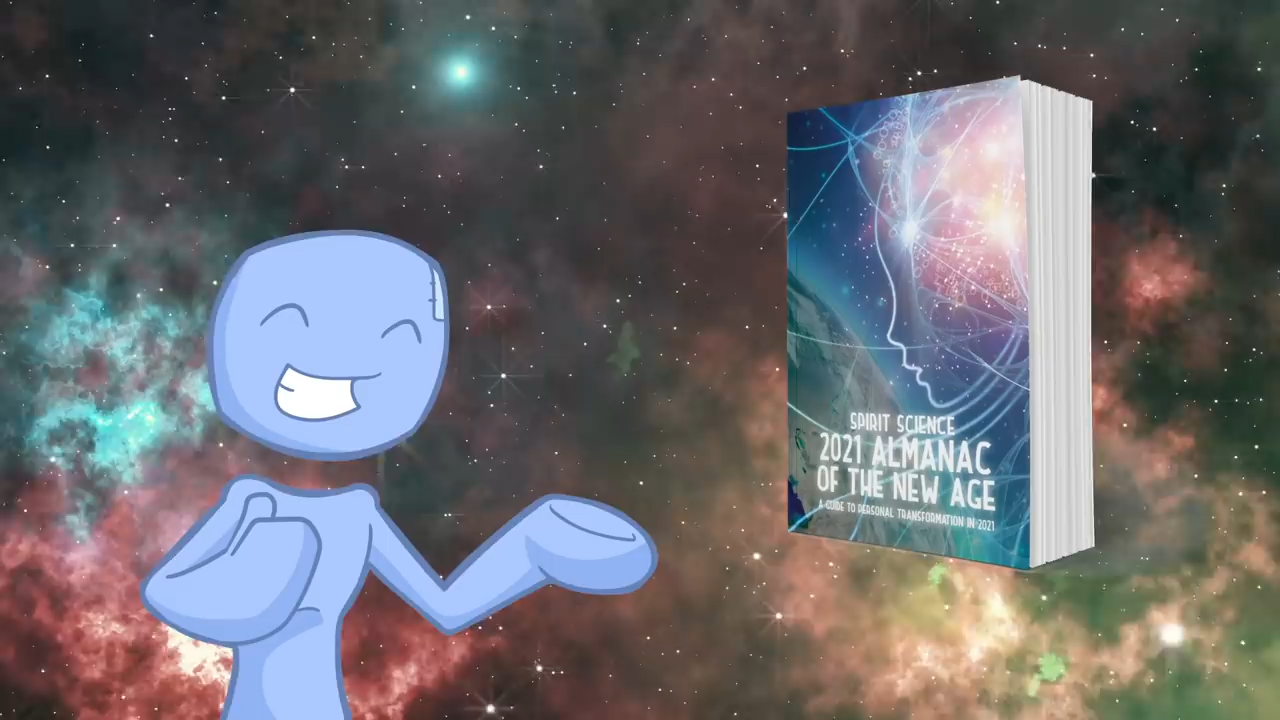 SPIRIT SCIENCE
2021 ALMANAC
OF THE NEW AGE
A GUIDE TO PERSONAL TRANSFORMATION IN 2021